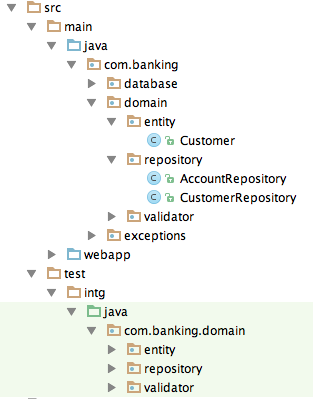 src
main
java
com.banking
database
domain
entity
Customer
repository
AccountRepository
CustomerRepository
validator
exceptions
webapp
test
intg
java
com.banking.domain
entity
repository
validator